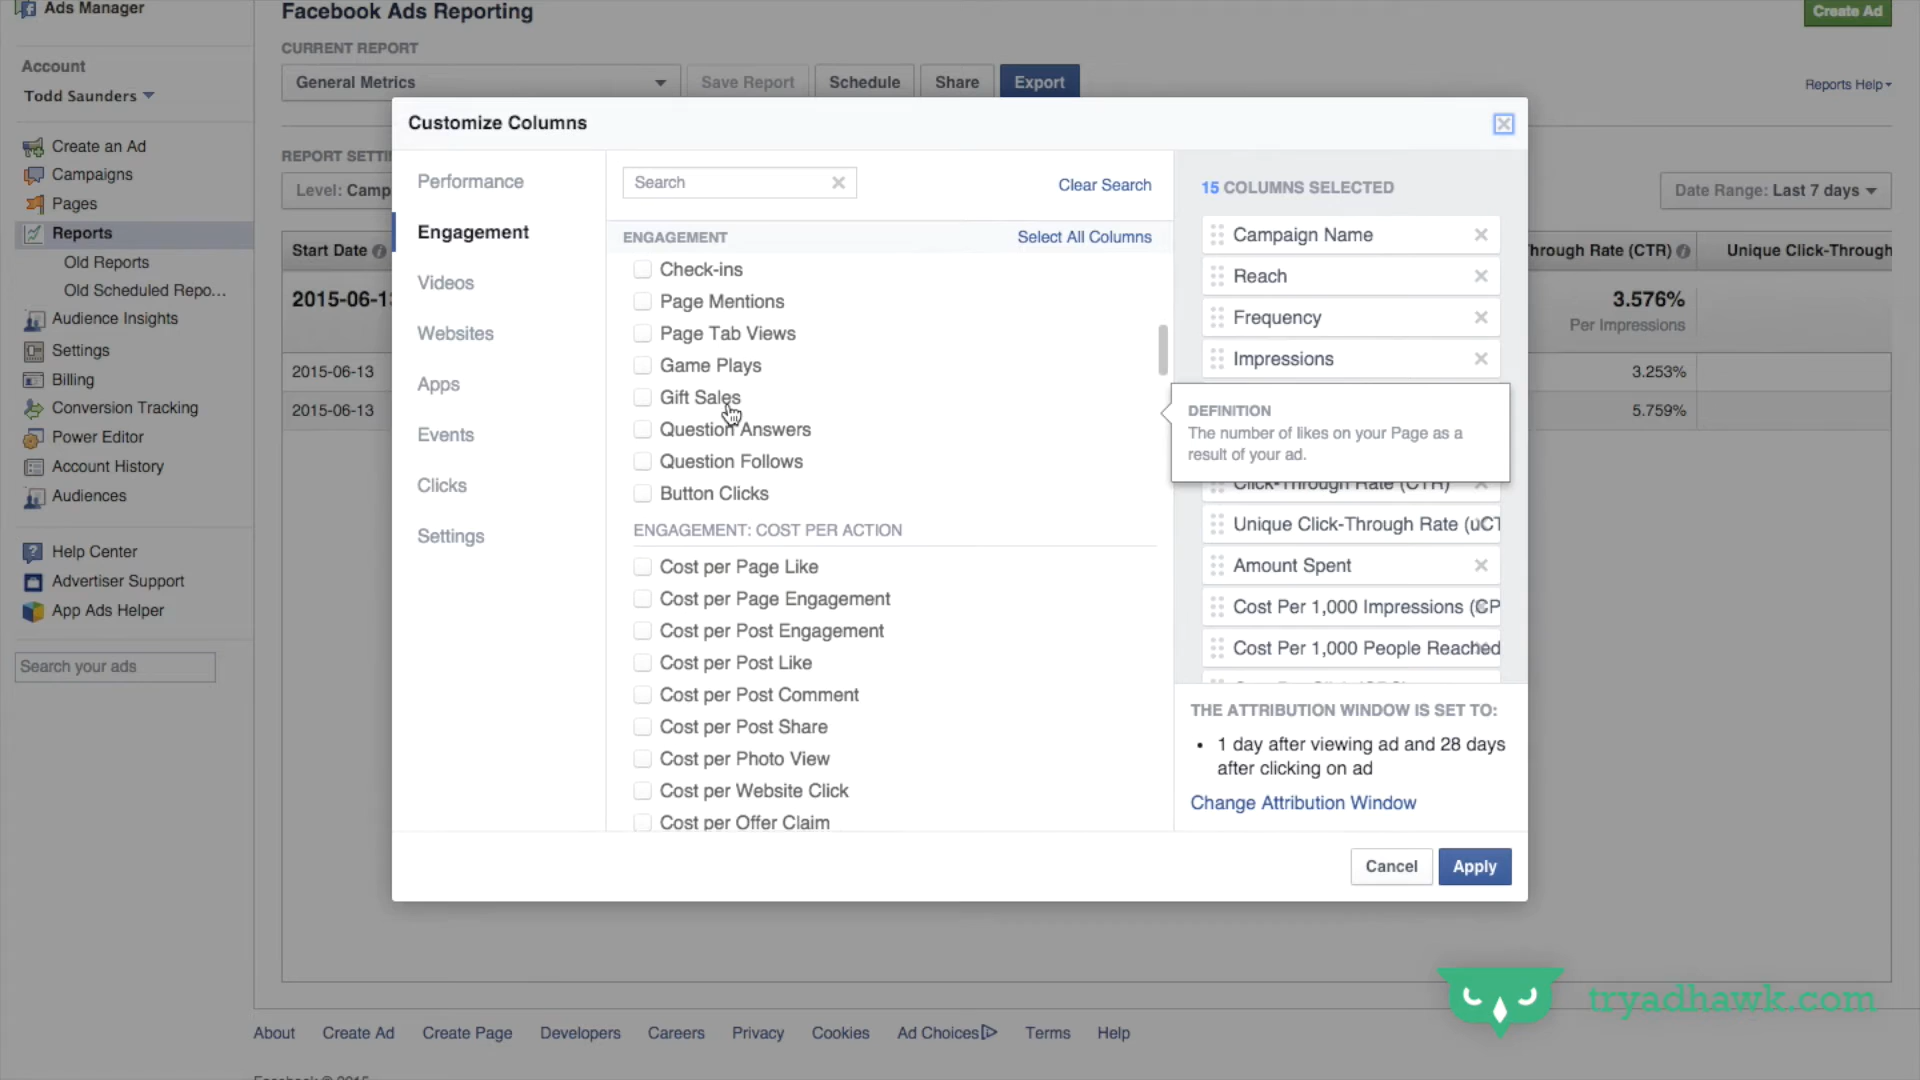 Ads Manager
Account
Todd Saunders
Create an Ad
Campaigns
Pages
Reports
Old Reports
Old Scheduled Repo...
Audience Insights
Settings
Billing
Conversion Tracking
Power Editor
Account History
Audiences
Help Center
Advertiser Support
App Ads Helper
Search your ads
Facebook Ads Reporting
Create Ad
CURRENT REPORT
General Metrics
Save Report
Schedule
Share
Export
Reports Help
REPORT SETTI
Level: Camp
Date Range: Last 7 days
Start Date
hrough Rate (CTR)
Unique Click-Through
2015-06-13
3.576%
Per Impressions
2015-06-13
3.253%
2015-06-13
5.759%
Customize Columns
Performance
Engagement
Videos
Websites
Apps
Events
Clicks
Settings
Search
Clear Search
ENGAGEMENT
Select All Columns
Check-ins
Page Mentions
Page Tab Views
Game Plays
Gift Sales
Question Answers
Question Follows
Button Clicks
ENGAGEMENT: COST PER ACTION
Cost per Page Like
Cost per Page Engagement
Cost per Post Engagement
Cost per Post Like
Cost per Post Comment
Cost per Post Share
Cost per Photo View
Cost per Website Click
Cost per Offer Claim
15 COLUMNS SELECTED
Campaign Name
Reach
Frequency
Impressions
DEFINITION
The number of likes on your Page as a
result of your ad.
Click-Through Rate (CTR)
Unique Click-Through Rate (uCT
Amount Spent
Cost Per 1,000 Impressions (CP
Cost Per 1,000 People Reached
THE ATTRIBUTION WINDOW IS SET TO:
• 1 day after viewing ad and 28 days
after clicking on ad
Change Attribution Window
Cancel
Apply
tryadhawk.com
About
Create Ad
Create Page
Developers
Careers
Privacy
Cookies
Ad Choices
Terms
Help